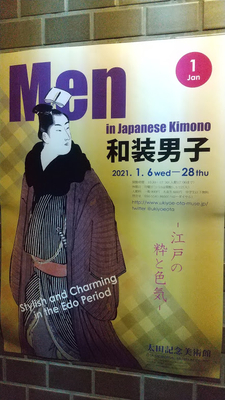 Men
1
Jan
in Japanese Kimono
和装男子
2021. 1. 6 wed—28 thu
-江戸の
粋と色気-
Stylish and Charming
in the Edo Period
太田記念美術館